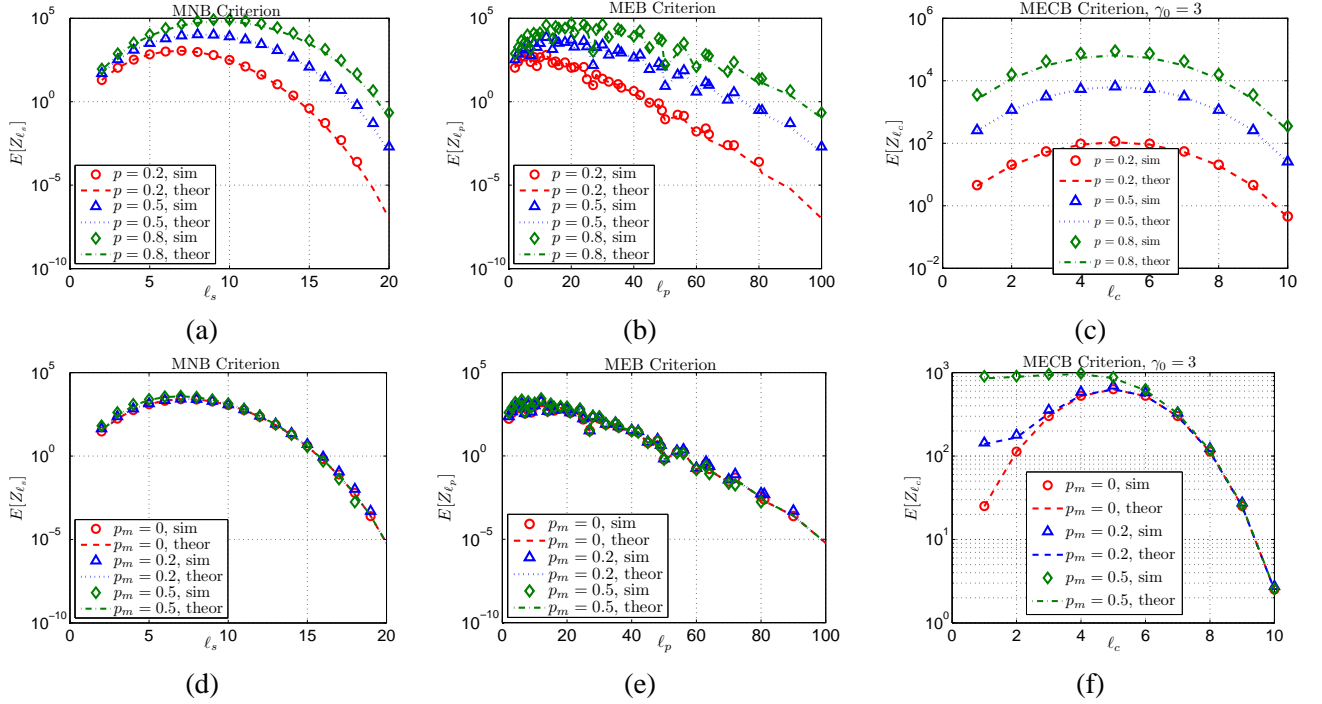 MNB Criterion
10^5
10^0
10^{-5}
10^{-10}
E[Z_{ℓ_s}]
0 5 10 15 20
ℓ_s
p = 0.2, sim
p = 0.2, theor
p = 0.5, sim
p = 0.5, theor
p = 0.8, sim
p = 0.8, theor
(a)
MEB Criterion
10^5
10^0
10^{-5}
10^{-10}
E[Z_{ℓ_p}]
0 20 40 60 80 100
ℓ_p
p = 0.2, sim
p = 0.2, theor
p = 0.5, sim
p = 0.5, theor
p = 0.8, sim
p = 0.8, theor
(b)
MECB Criterion, γ_0 = 3
10^6
10^4
10^2
10^0
10^{-2}
E[Z_{ℓ_c}]
0 2 4 6 8 10
ℓ_c
p = 0.2, sim
p = 0.2, theor
p = 0.5, sim
p = 0.5, theor
p = 0.8, sim
p = 0.8, theor
(c)
MNB Criterion
10^5
10^0
10^{-5}
10^{-10}
E[Z_{ℓ_s}]
0 5 10 15 20
ℓ_s
p_m = 0, sim
p_m = 0, theor
p_m = 0.2, sim
p_m = 0.2, theor
p_m = 0.5, sim
p_m = 0.5, theor
(d)
MEB Criterion
10^5
10^0
10^{-5}
10^{-10}
E[Z_{ℓ_p}]
0 20 40 60 80 100
ℓ_p
p_m = 0, sim
p_m = 0, theor
p_m = 0.2, sim
p_m = 0.2, theor
p_m = 0.5, sim
p_m = 0.5, theor
(e)
MECB Criterion, γ_0 = 3
10^3
10^2
10^1
10^0
E[Z_{ℓ_c}]
0 2 4 6 8 10
ℓ_c
p_m = 0, sim
p_m = 0, theor
p_m = 0.2, sim
p_m = 0.2, theor
p_m = 0.5, sim
p_m = 0.5, theor
(f)